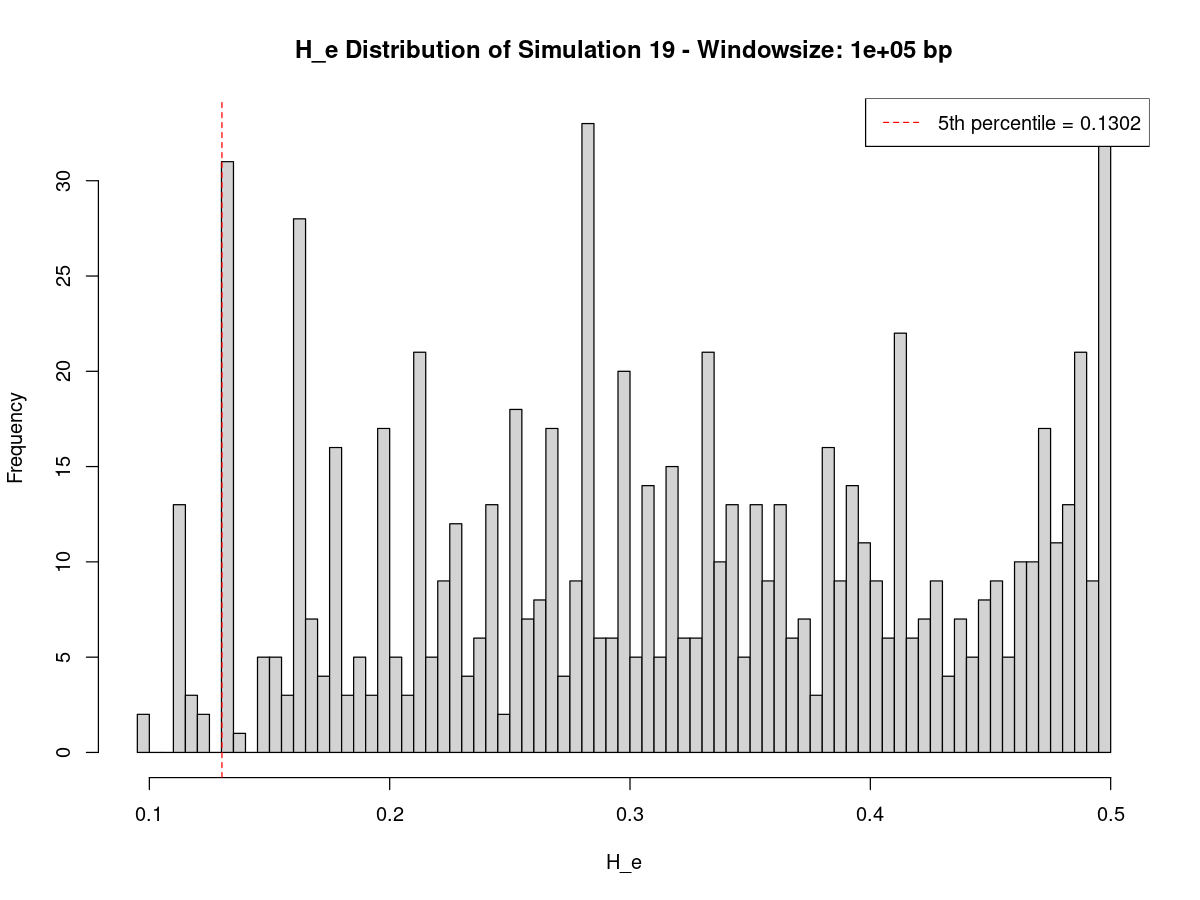 H_e Distribution of Simulation 19 - Windowsize: 1e+05 bp
5th percentile = 0.1302
Frequency
30
25
20
15
10
5
0
0.1 0.2 0.3 0.4 0.5
H_e